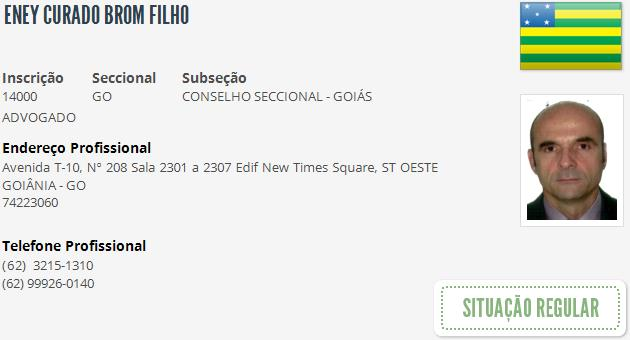 ENEY CURADO BROM FILHO
Inscrição Seccional Subseção
14000 GO CONSELHO SECCIONAL - GOIÁS
ADVOGADO
Endereço Profissional
Avenida T-10, Nº 208 Sala 2301 a 2307 Edif New Times Square, ST OESTE
GOIÂNIA - GO
74223060
Telefone Profissional
(62) 3215-1310
(62) 99926-0140
SITUAÇÃO REGULAR